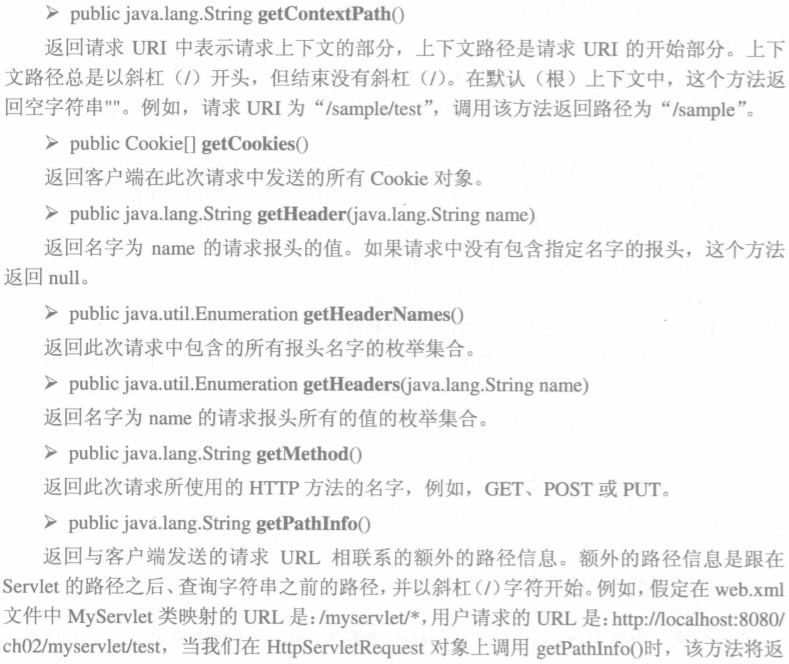 ➢ public java.lang.String getContextPath()
返回请求 URI 中表示请求上下文的部分，上下文路径是请求 URI 的开始部分。上下
文路径总是以斜杠（/）开头，但结束没有斜杠（/）。在默认（根）上下文中，这个方法返
回空字符串""。例如，请求 URI 为“/sample/test”，调用该方法返回路径为“/sample”。
➢ public Cookie[] getCookies()
返回客户端在此次请求中发送的所有 Cookie 对象。
➢ public java.lang.String getHeader(java.lang.String name)
返回名字为 name 的请求报头的值。如果请求中没有包含指定名字的报头，这个方法
返回 null。
➢ public java.util.Enumeration getHeaderNames()
返回此次请求中包含的所有报头名字的枚举集合。
➢ public java.util.Enumeration getHeaders(java.lang.String name)
返回名字为 name 的请求报头所有的值的枚举集合。
➢ public java.lang.String getMethod()
返回此次请求所使用的 HTTP 方法的名字，例如，GET、POST 或 PUT。
➢ public java.lang.String getPathInfo()
返回与客户端发送的请求 URL 相联系的额外的路径信息。额外的路径信息是跟在
Servlet 的路径之后、查询字符串之前的路径，并以斜杠（/）字符开始。例如，假定在 web.xml
文件中 MyServlet 类映射的 URL 是：/myservlet/*，用户请求的 URL 是：http://localhost:8080/
ch02/myservlet/test，当我们在 HttpServletRequest 对象上调用 getPathInfo()时，该方法将返